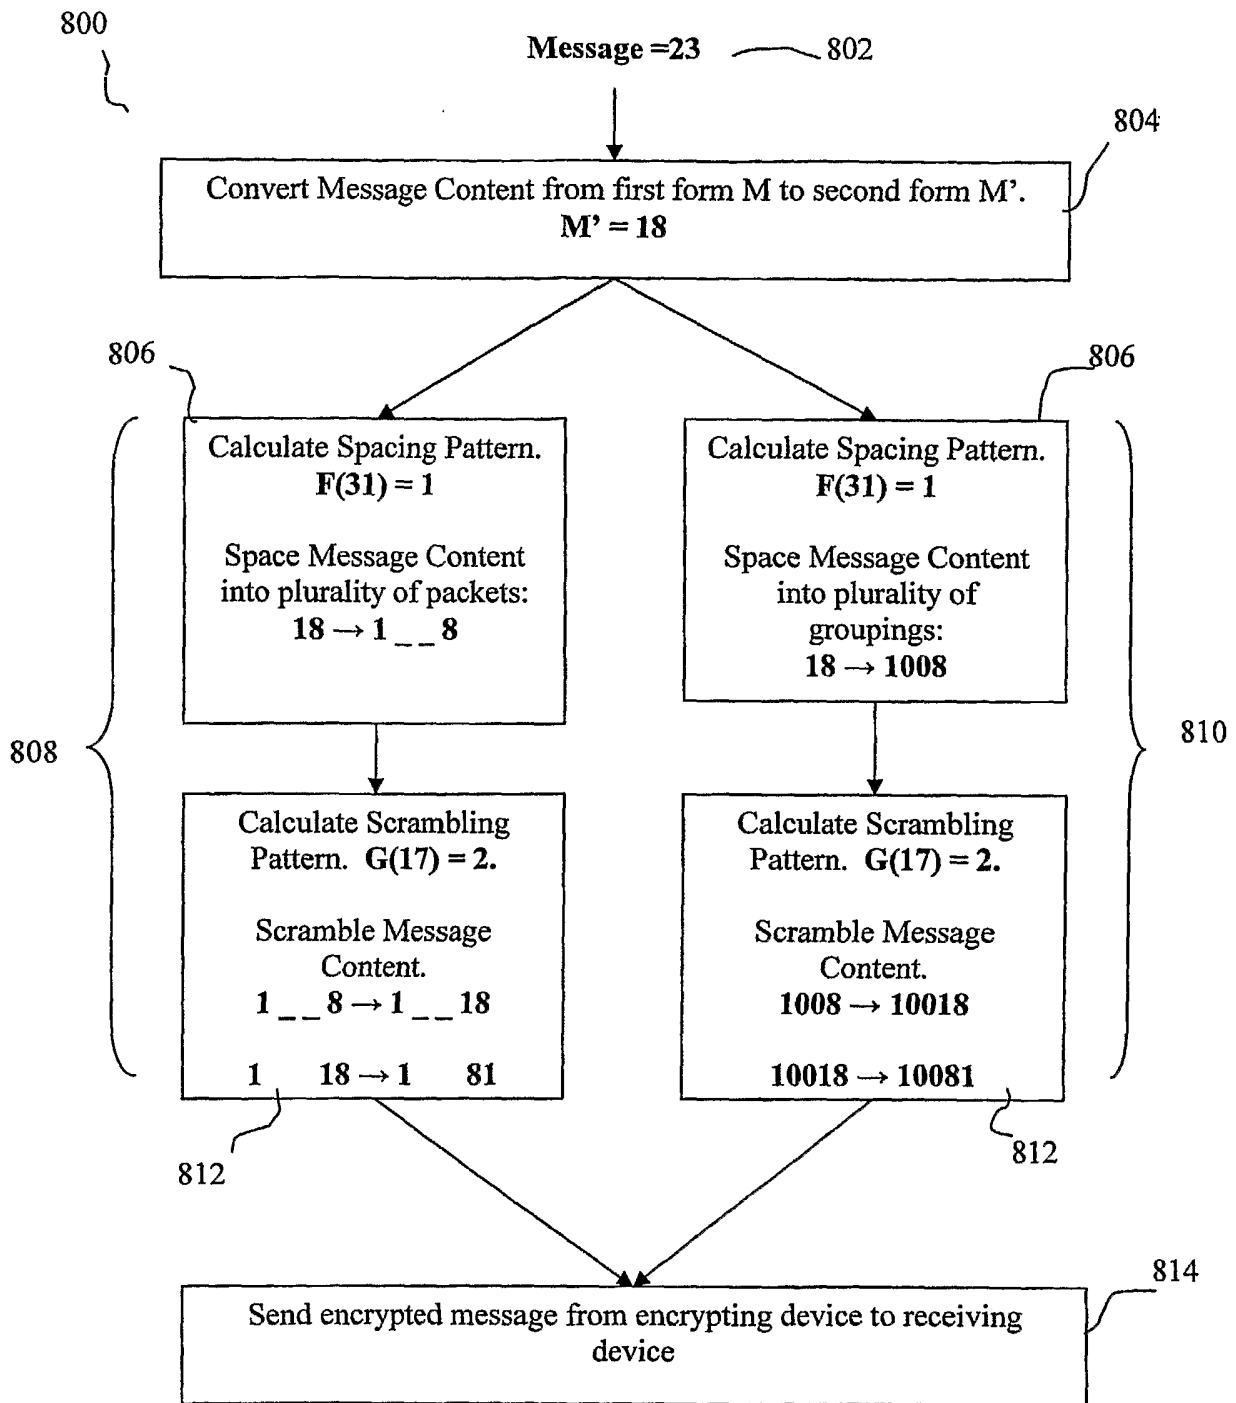 800
Message =23
802
804
Convert Message Content from first form M to second form M’.
M’ = 18
806
806
Calculate Spacing Pattern.
F(31) = 1
Space Message Content
into plurality of packets:
18 → 1 _ _ 8
Calculate Spacing Pattern.
F(31) = 1
Space Message Content
into plurality of
groupings:
18 → 1008
808
810
Calculate Scrambling
Pattern. G(17) = 2.
Scramble Message
Content.
1 _ _ 8 → 1 _ _ 18
1 18 → 1 81
Calculate Scrambling
Pattern. G(17) = 2.
Scramble Message
Content.
1008 → 10018
10018 → 10081
812
812
814
Send encrypted message from encrypting device to receiving
device